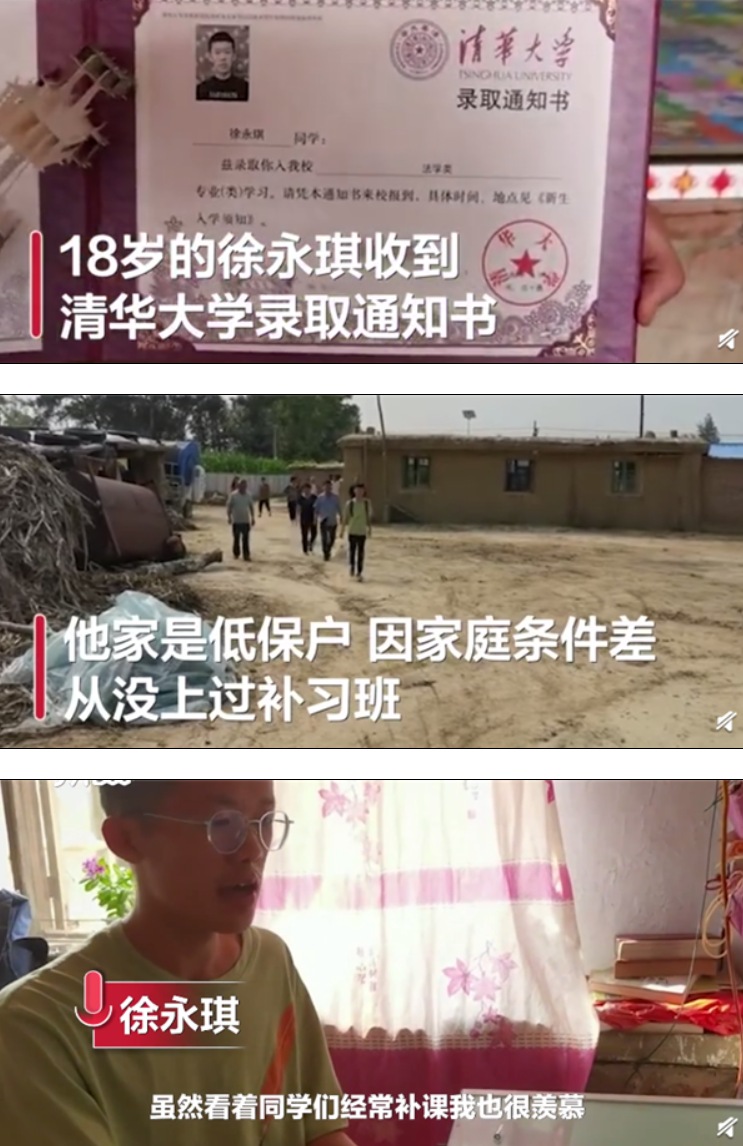 清华大学
TSINGHUA UNIVERSITY
录取通知书
徐永琪 同学:
兹录取你入我校 法学类
专业(类)学习。请凭本通知书来校报到,具体时间、地点见《新生
入学须知》。
清华大学
18岁的徐永琪收到
清华大学录取通知书
他家是低保户 因家庭条件差
从没上过补习班
徐永琪
虽然看着同学们经常补课我也很羡慕